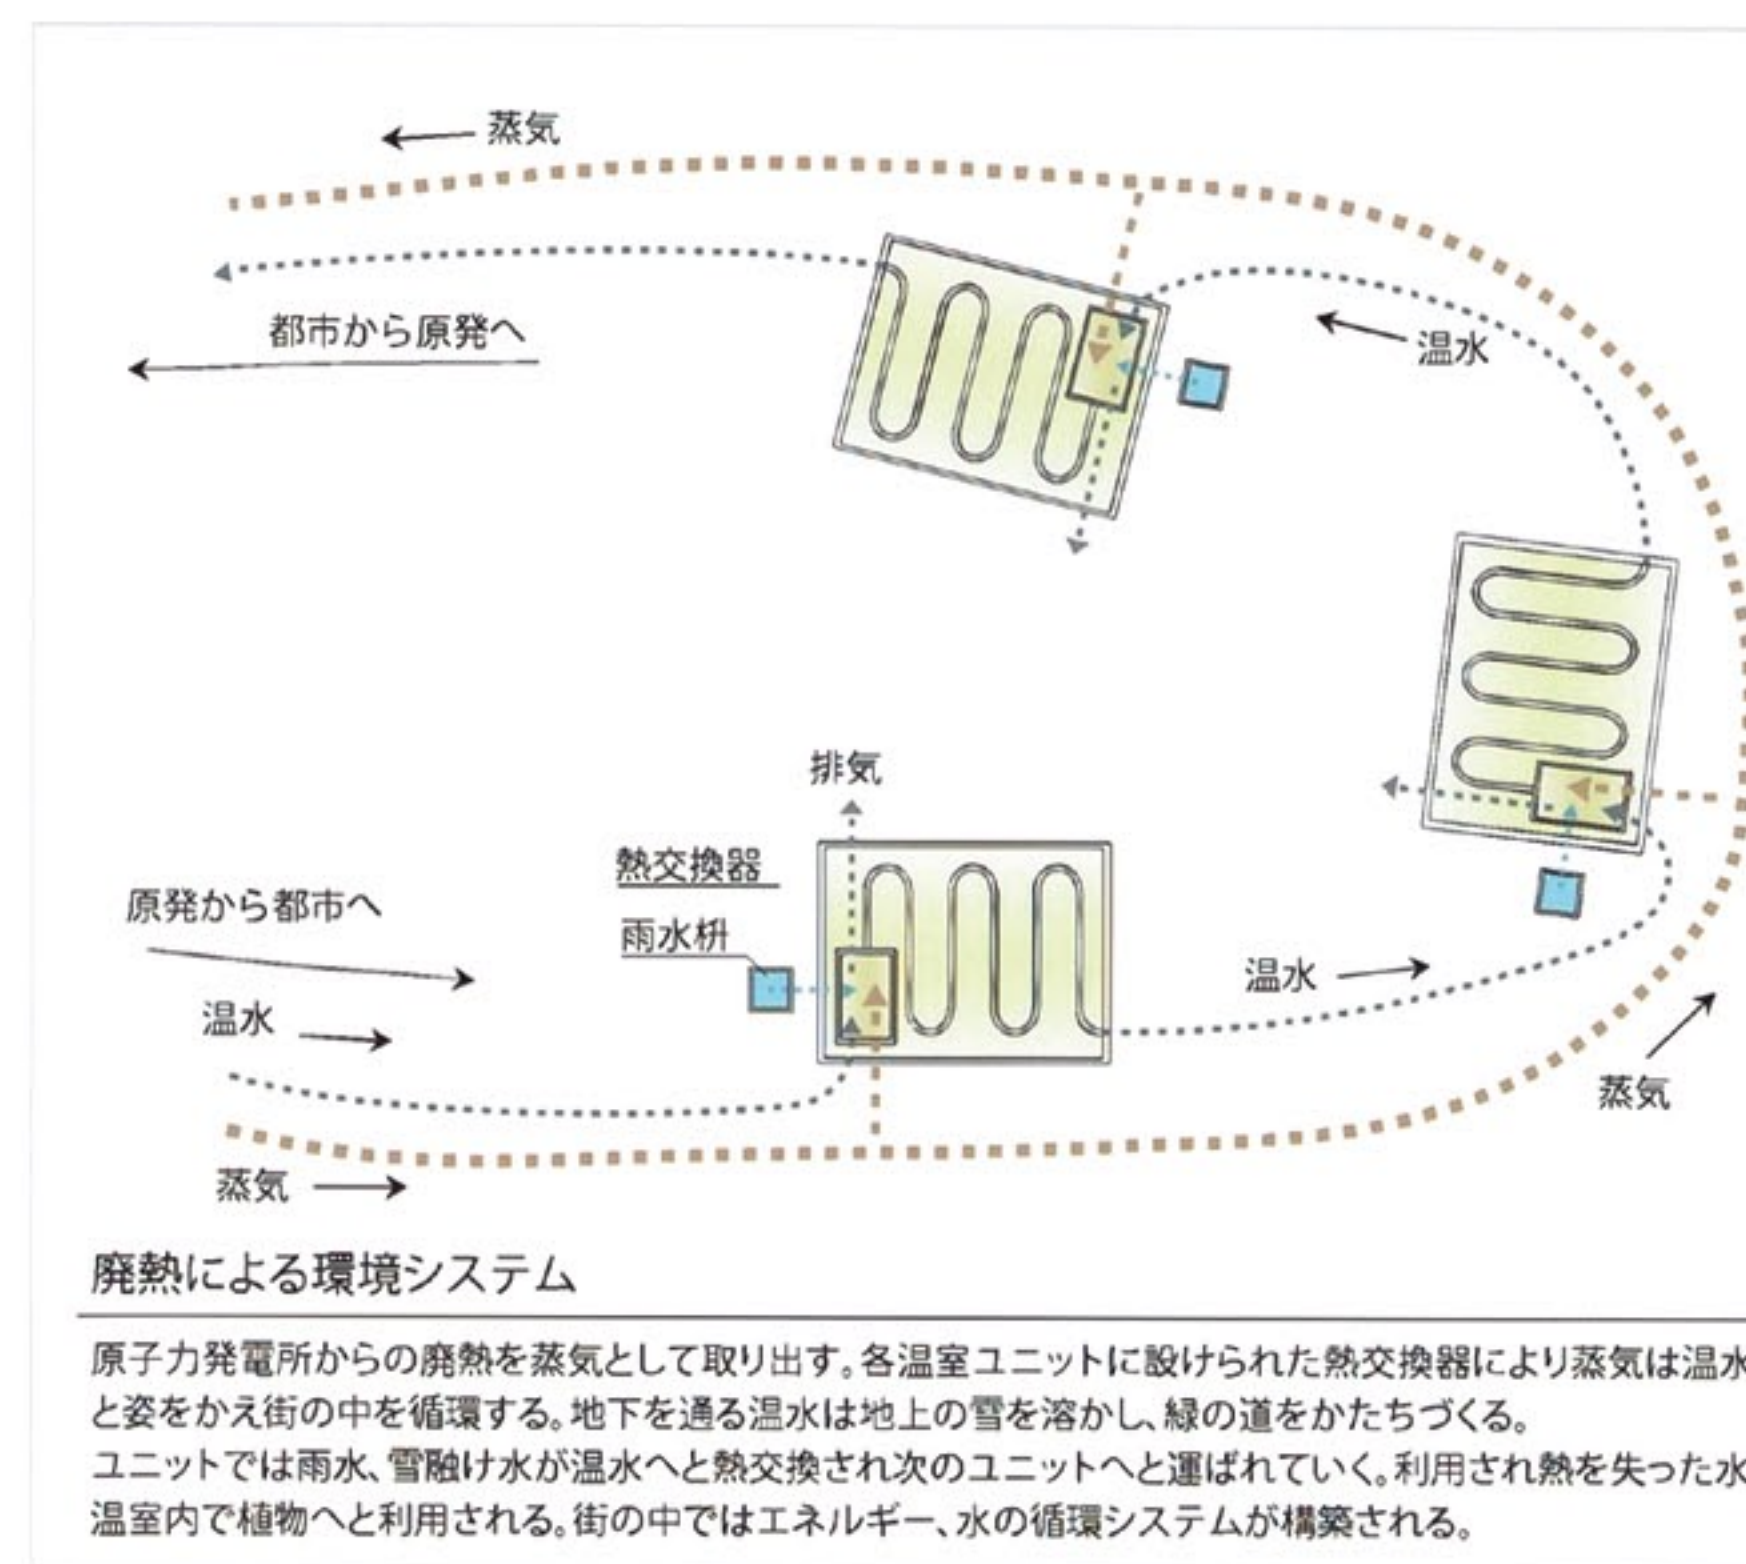 蒸気
都市から原発へ
温水
排気
熱交換器
雨水枡
原発から都市へ
温水
温水
蒸気
蒸気
廃熱による環境システム
原子力発電所からの廃熱を蒸気として取り出す。各温室ユニットに設けられた熱交換器により蒸気は温水
と姿をかえ街の中を循環する。地下を通る温水は地上の雪を溶かし、緑の道をかたちづくる。
ユニットでは雨水、雪融け水が温水へと熱交換され次のユニットへと運ばれていく。利用され熱を失った水
温室内で植物へと利用される。街の中ではエネルギー、水の循環システムが構築される。